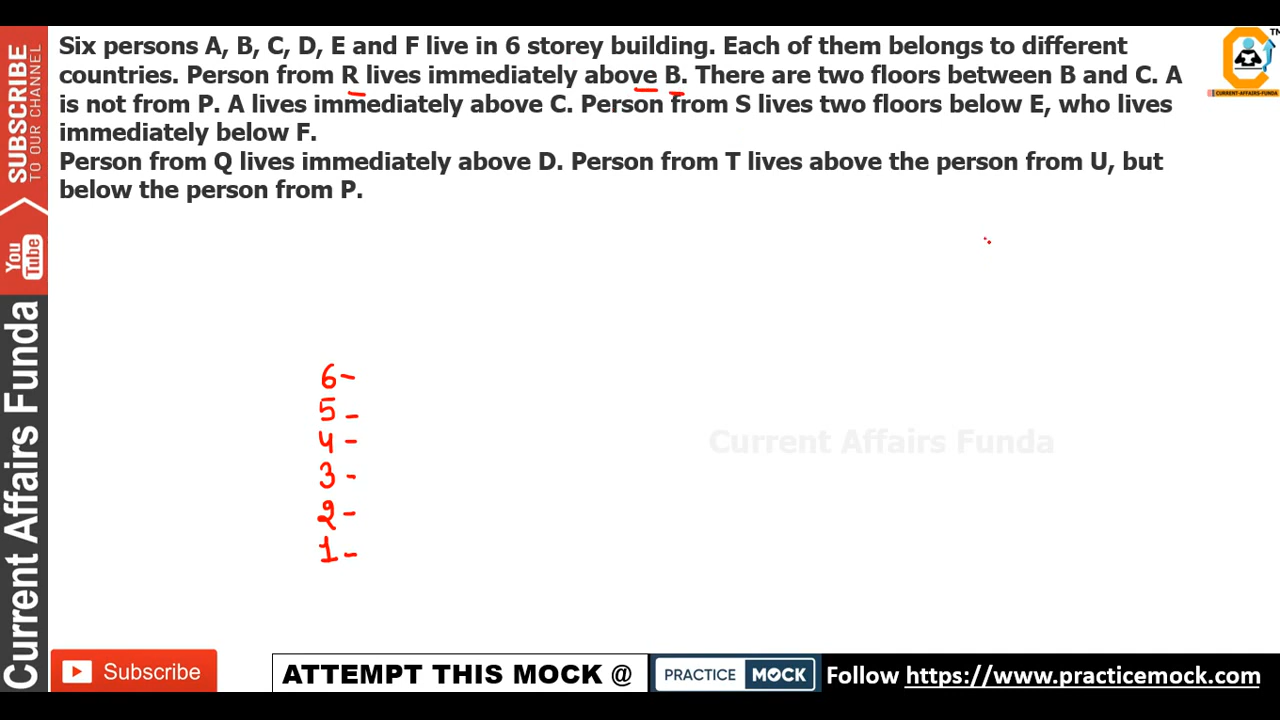 Six persons A, B, C, D, E and F live in 6 storey building. Each of them belongs to different
countries. Person from R lives immediately above B. There are two floors between B and C. A
is not from P. A lives immediately above C. Person from S lives two floors below E, who lives
immediately below F.
Person from Q lives immediately above D. Person from T lives above the person from U, but
below the person from P.
TM
CURRENT-AFFAIRS-FUNDA
SUBSCRIBE
TO OUR CHANNEL
You
Tube
Current Affairs Funda
6-
5-
4-
3-
2-
1-
Current Affairs Funda
Subscribe
ATTEMPT THIS MOCK @
PRACTICE MOCK
Follow https://www.practicemock.com